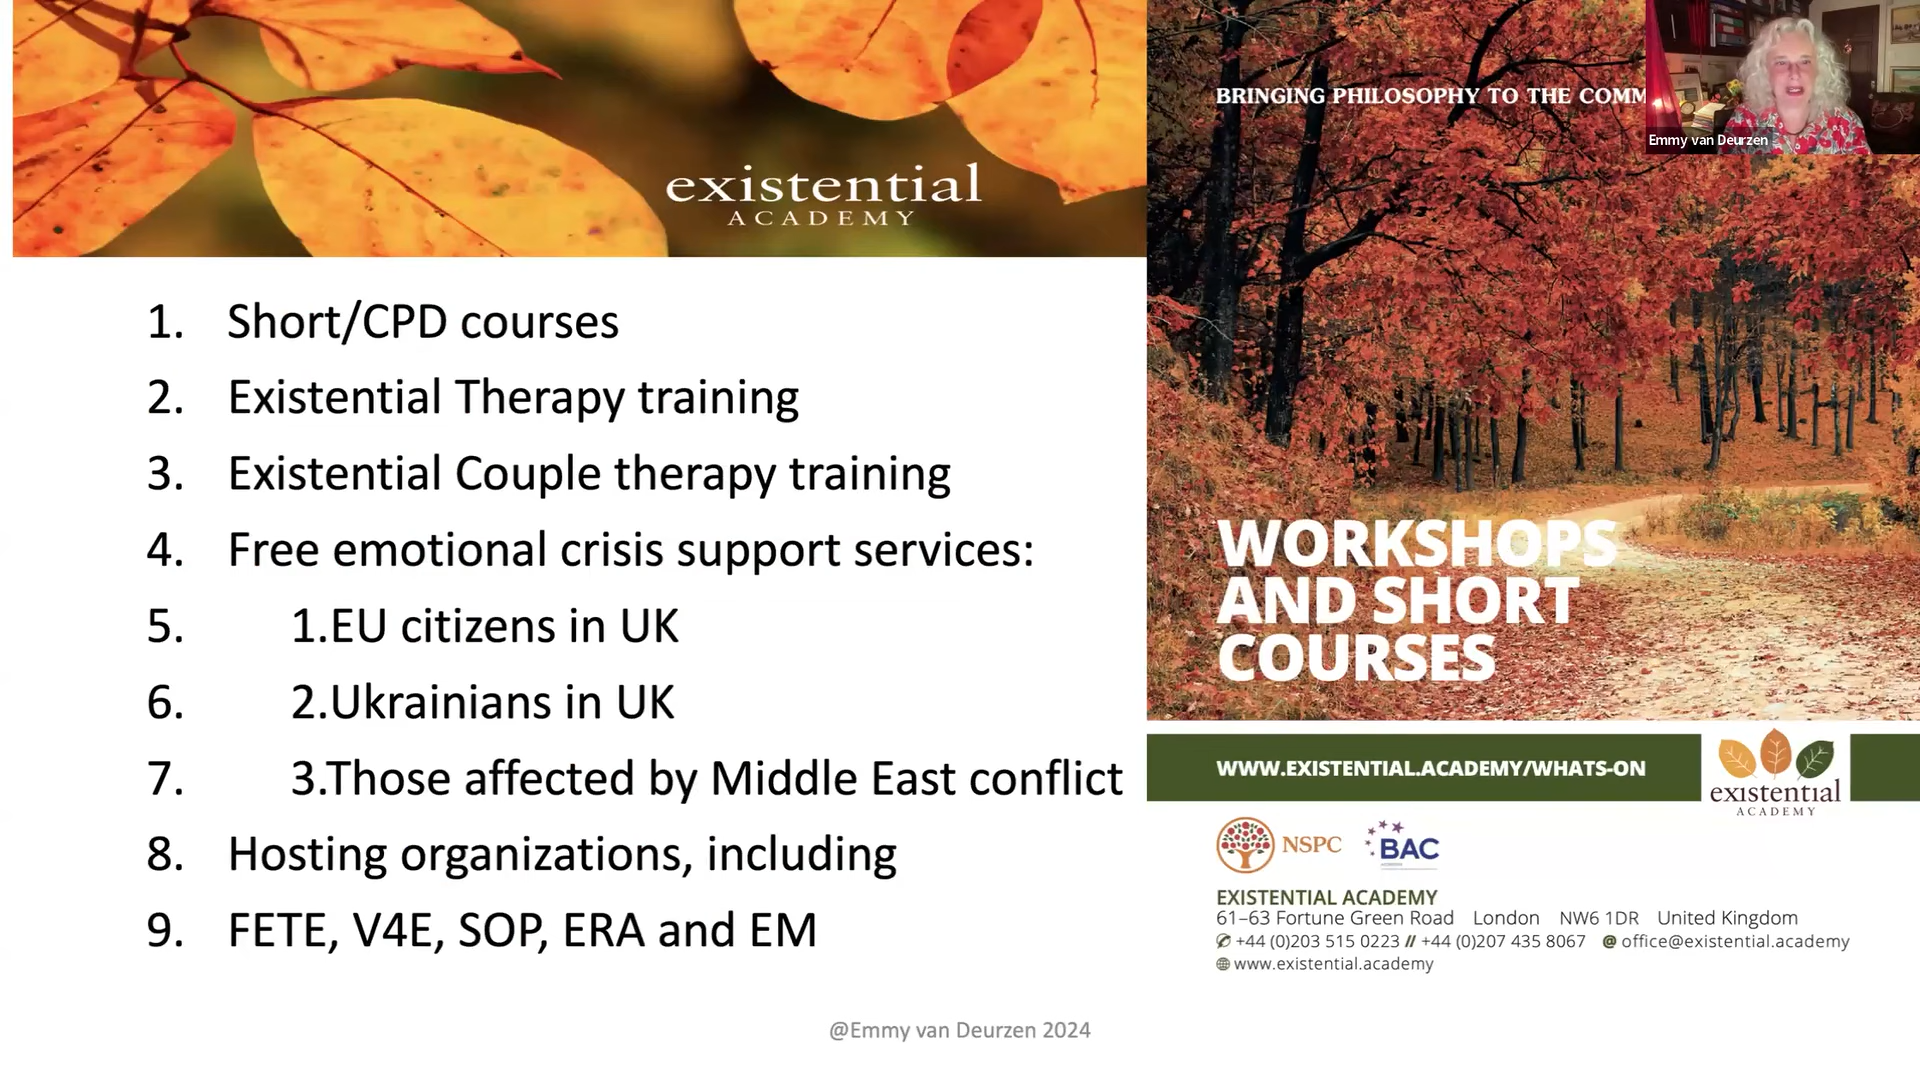 existential
ACADEMY
1. Short/CPD courses
2. Existential Therapy training
3. Existential Couple therapy training
4. Free emotional crisis support services:
5. 1.EU citizens in UK
6. 2.Ukrainians in UK
7. 3.Those affected by Middle East conflict
8. Hosting organizations, including
9. FETE, V4E, SOP, ERA and EM
BRINGING PHILOSOPHY TO THE COMM
Emmy van Deurzen
WORKSHOPS
AND SHORT
COURSES
WWW.EXISTENTIAL.ACADEMY/WHATS-ON
existential
ACADEMY
NSPC
BAC
EXISTENTIAL ACADEMY
61–63 Fortune Green Road London NW6 1DR United Kingdom
+44 (0)203 515 0223 // +44 (0)207 435 8067 @ office@existential.academy
www.existential.academy
@Emmy van Deurzen 2024